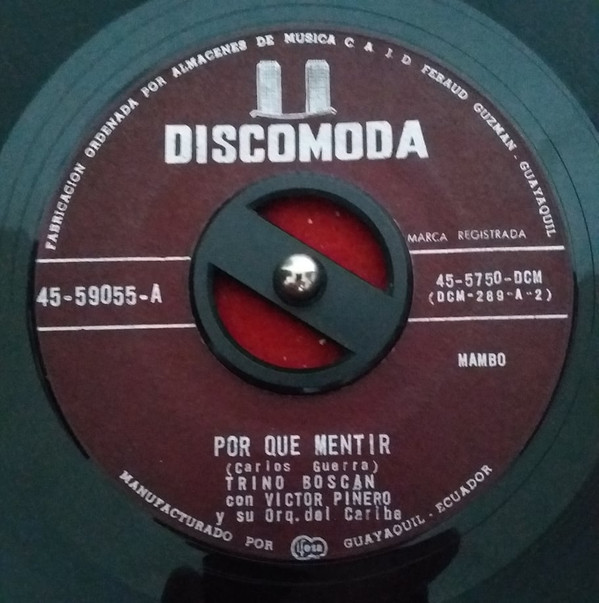 FABRICACION ORDENADA POR ALMACENES DE MUSICA C A J. D FERAUD GUZMAN - GUAYAQUIL
DISCOMODA
MARCA REGISTRADA
45-59055-A
45-5750-DCM
(DCM-289-A-2)
MAMBO
POR QUE MENTIR
(Carlos Guerra)
TRINO BOSCAN
con VICTOR PIÑERO
y su Orq. del Caribe
MANUFACTURADO POR ifesa GUAYAQUIL - ECUADOR